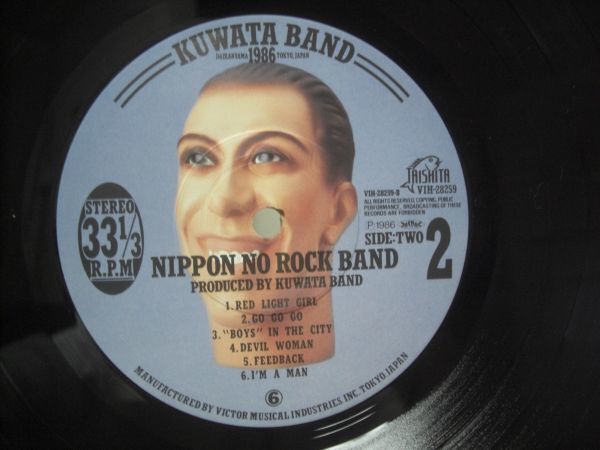 KUWATA BAND
DAIKANYAMA 1986 TOKYO, JAPAN
TAISHITA
VIH-28259
VIH-28259-B
ALL RIGHTS RESERVED, COPYING, PUBLIC
PERFORMANCE, BROADCASTING OF THESE
RECORDS ARE FORBIDDEN
P.1986
SIDE:TWO 2
STEREO
33 1/3
R.P.M
NIPPON NO ROCK BAND
PRODUCED BY KUWATA BAND
1.RED LIGHT GIRL
2.GO GO GO
3."BOYS" IN THE CITY
4.DEVIL WOMAN
5.FEEDBACK
6.I'M A MAN
6
MANUFACTURED BY VICTOR MUSICAL INDUSTRIES, INC. TOKYO, JAPAN